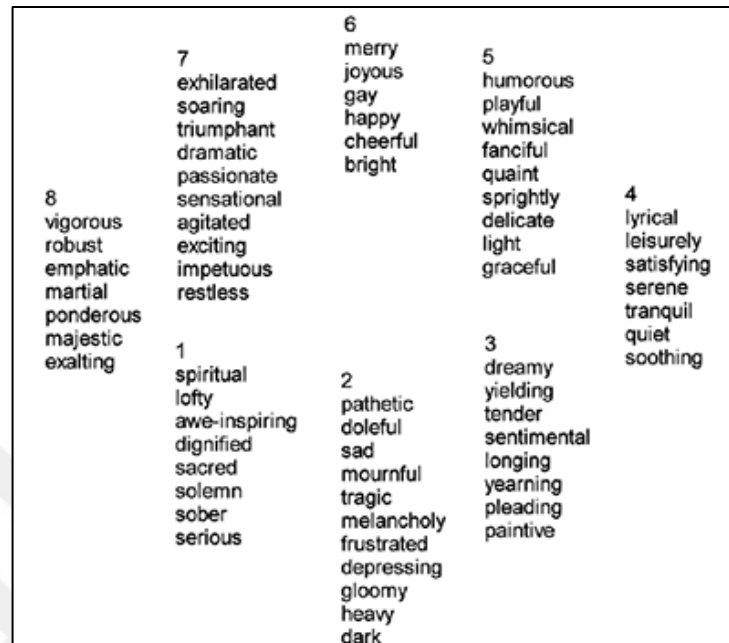 6
merry
joyous
gay
happy
cheerful
bright
7
exhilarated
soaring
triumphant
dramatic
passionate
sensational
agitated
exciting
impetuous
restless
5
humorous
playful
whimsical
fanciful
quaint
sprightly
delicate
light
graceful
8
vigorous
robust
emphatic
martial
ponderous
majestic
exalting
4
lyrical
leisurely
satisfying
serene
tranquil
quiet
soothing
1
spiritual
lofty
awe-inspiring
dignified
sacred
solemn
sober
serious
2
pathetic
doleful
sad
mournful
tragic
melancholy
frustrated
depressing
gloomy
heavy
dark
3
dreamy
yielding
tender
sentimental
longing
yearning
pleading
paintive